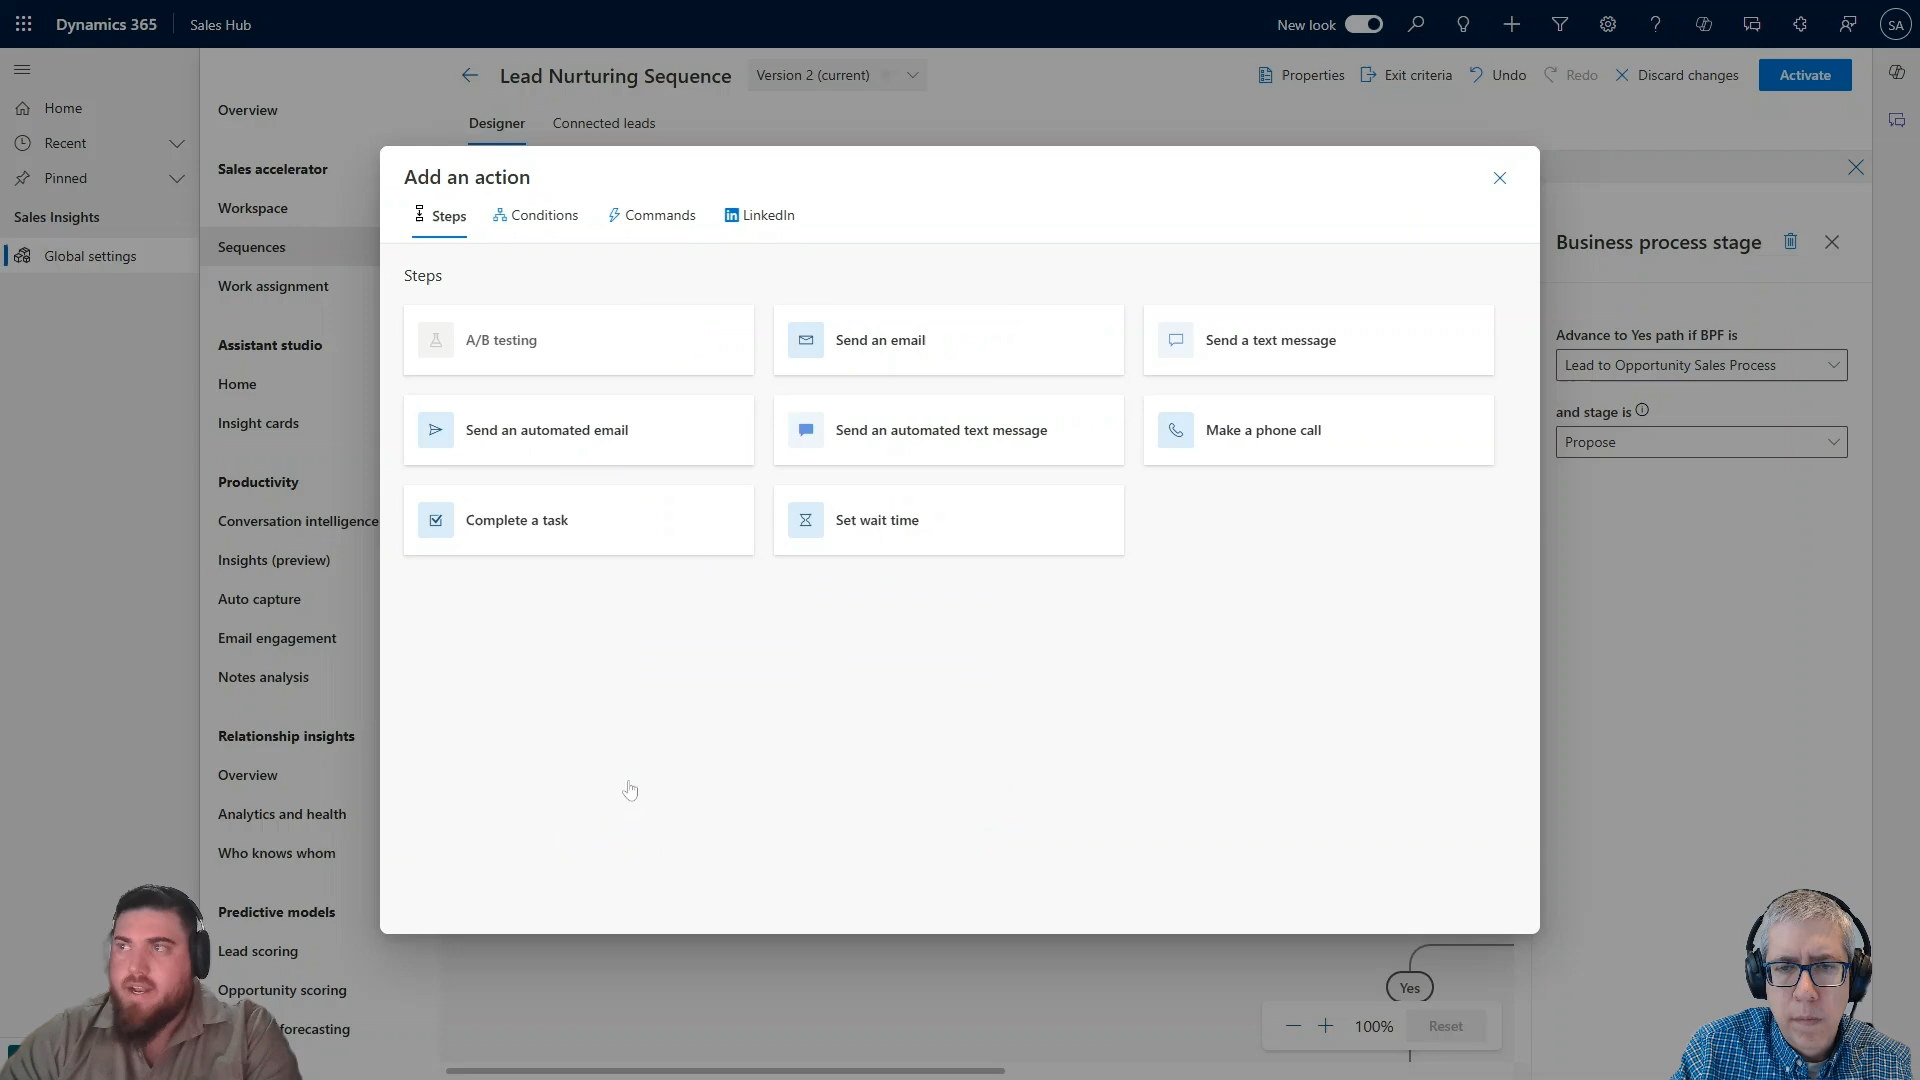 Dynamics 365
Sales Hub
New look
SA
Home
Recent
Pinned
Sales Insights
Global settings
Overview
Sales accelerator
Workspace
Sequences
Work assignment
Assistant studio
Home
Insight cards
Productivity
Conversation intelligence
Insights (preview)
Auto capture
Email engagement
Notes analysis
Relationship insights
Overview
Analytics and health
Who knows whom
Predictive models
Lead scoring
Opportunity scoring
forecasting
Lead Nurturing Sequence
Version 2 (current)
Properties
Exit criteria
Undo
Redo
Discard changes
Activate
Designer
Connected leads
Add an action
Steps
Conditions
Commands
LinkedIn
Steps
A/B testing
Send an email
Send a text message
Send an automated email
Send an automated text message
Make a phone call
Complete a task
Set wait time
Business process stage
Advance to Yes path if BPF is
Lead to Opportunity Sales Process
and stage is
Propose
Yes
100%
Reset